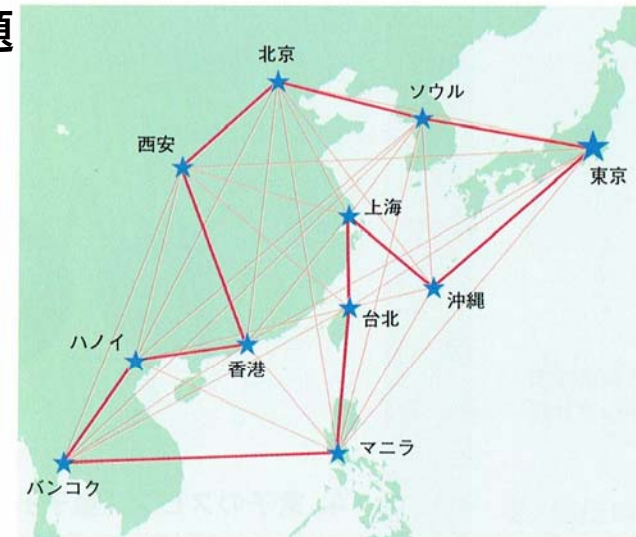 題
北京
ソウル
西安
東京
上海
沖縄
台北
ハノイ
香港
マニラ
バンコク